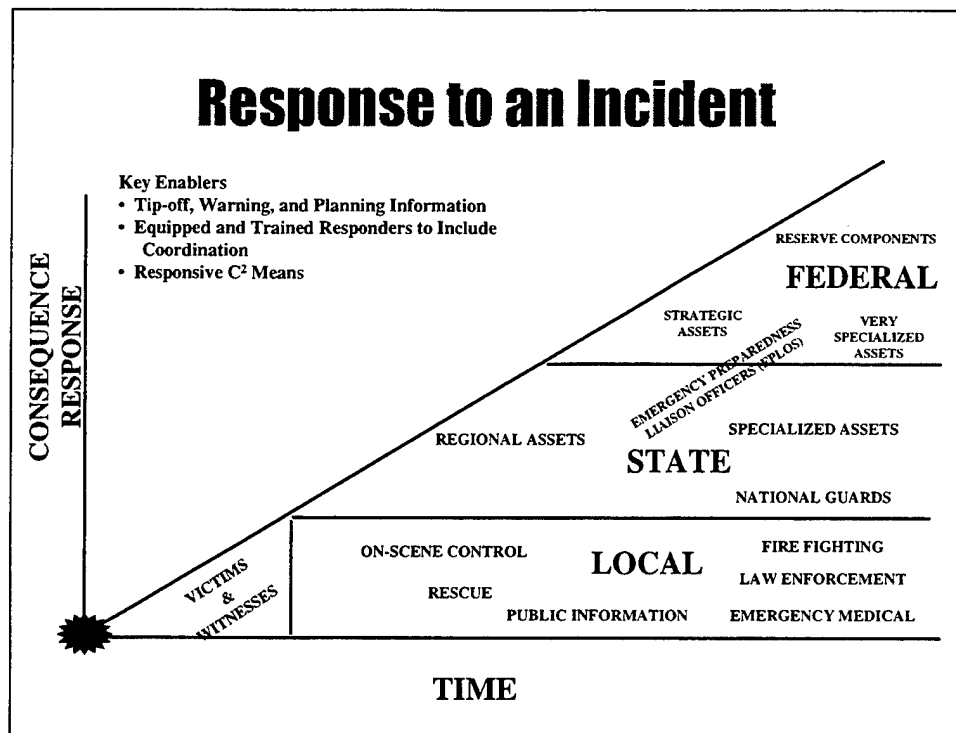 Response to an Incident
Key Enablers
• Tip-off, Warning, and Planning Information
• Equipped and Trained Responders to Include
Coordination
• Responsive C² Means
CONSEQUENCE
RESPONSE
RESERVE COMPONENTS
FEDERAL
STRATEGIC
ASSETS
VERY
SPECIALIZED
ASSETS
EMERGENCY PREPAREDNESS
LIAISON OFFICERS (EPLOS)
REGIONAL ASSETS
SPECIALIZED ASSETS
STATE
NATIONAL GUARDS
VICTIMS
&
WITNESSES
ON-SCENE CONTROL
LOCAL
FIRE FIGHTING
LAW ENFORCEMENT
RESCUE
PUBLIC INFORMATION
EMERGENCY MEDICAL
TIME